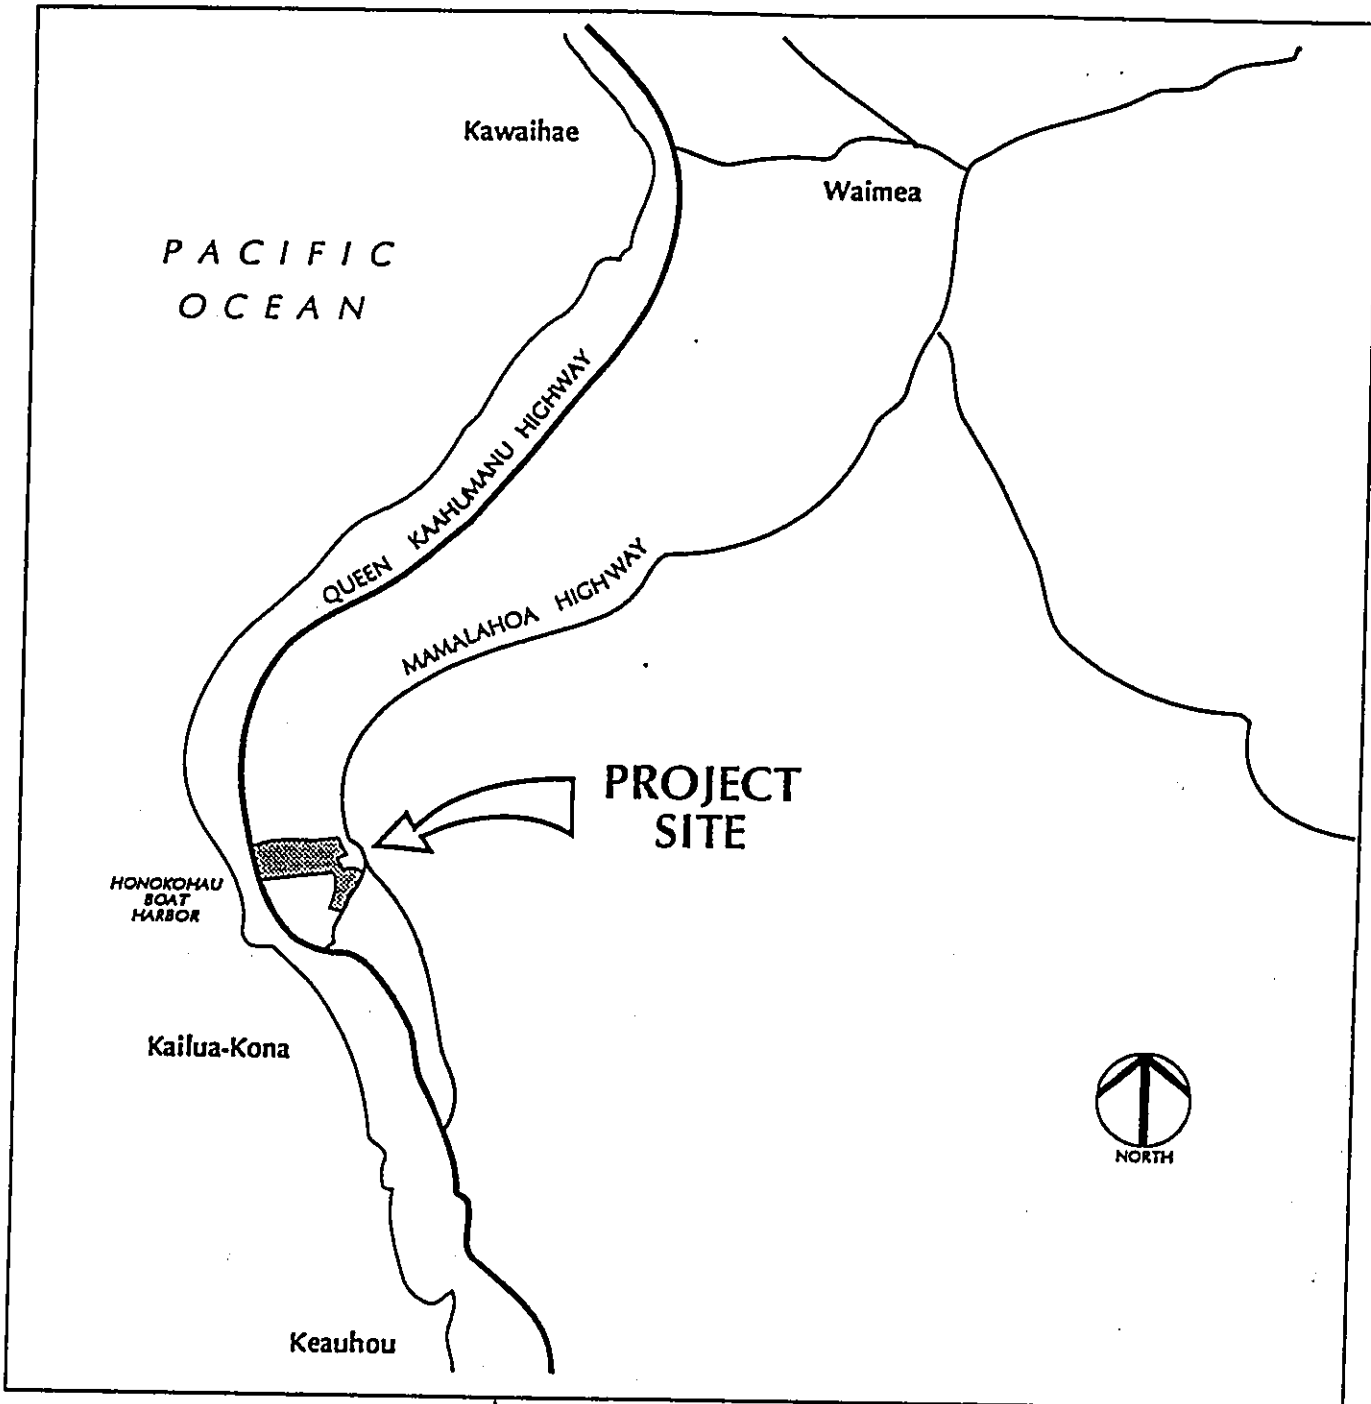 Kawaihae
Waimea
PACIFIC
OCEAN
QUEEN KAAHUMANU HIGHWAY
MAMALAHOA HIGHWAY
PROJECT
SITE
HONOKOHAU
BOAT
HARBOR
Kailua-Kona
NORTH
Keauhou